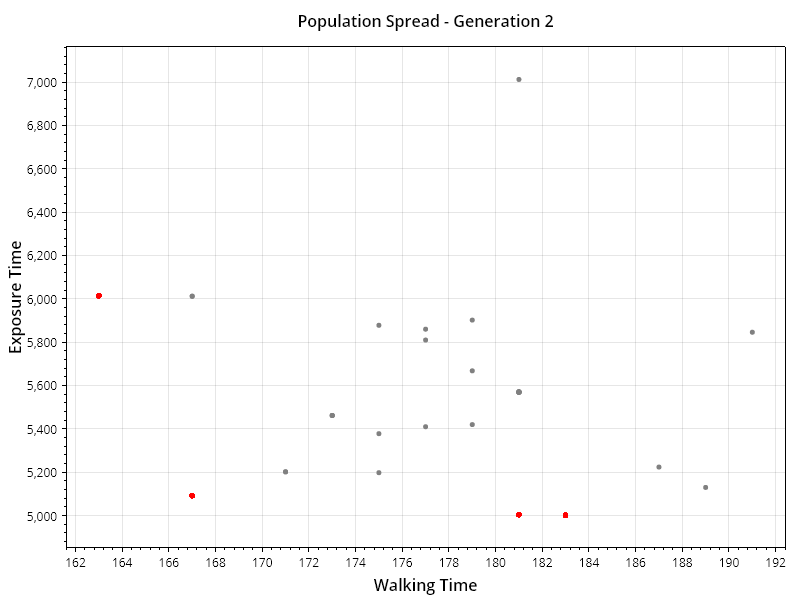 Population Spread - Generation 2
7,000
6,800
6,600
6,400
6,200
6,000
5,800
5,600
5,400
5,200
5,000
Exposure Time
162 164 166 168 170 172 174 176 178 180 182 184 186 188 190 192
Walking Time